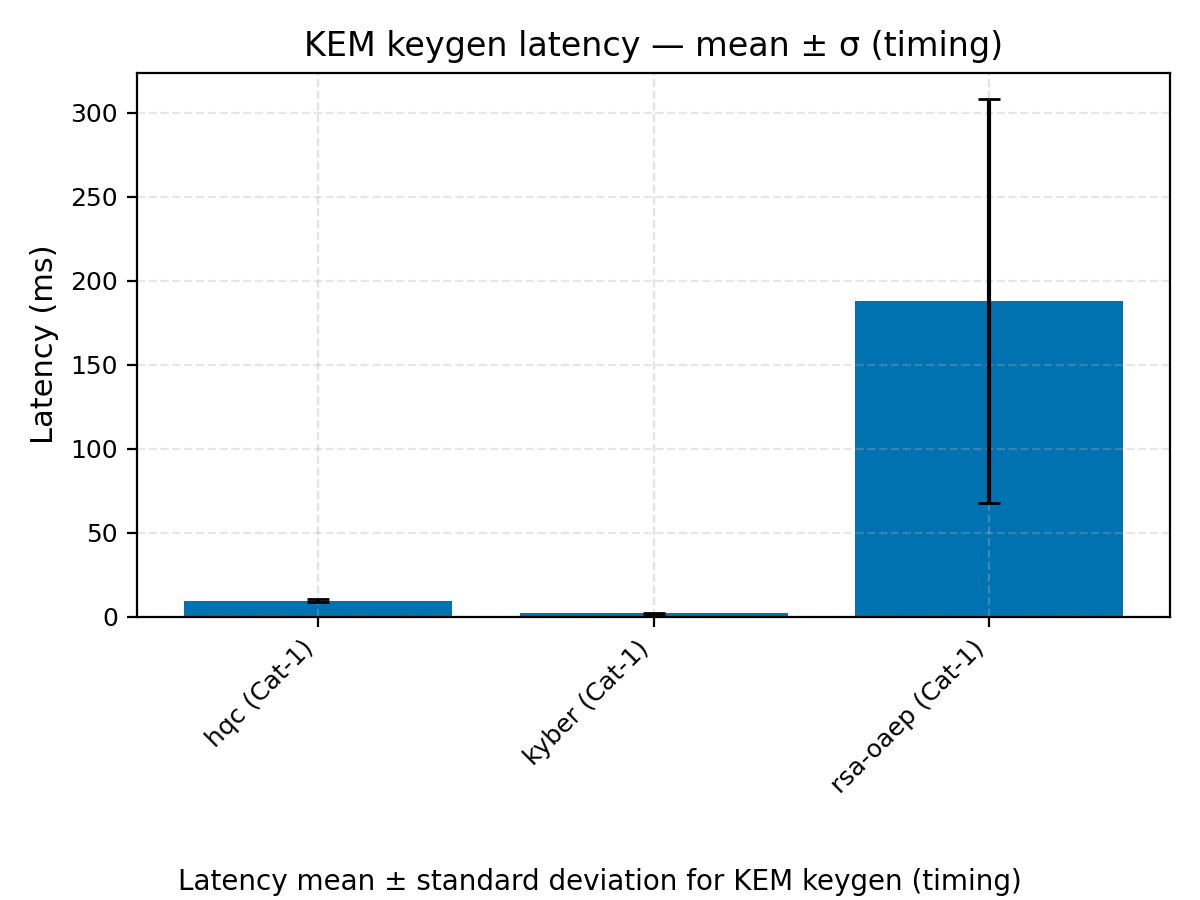 KEM keygen latency — mean ± σ (timing)
Latency (ms)
300
250
200
150
100
50
0
hqc (Cat-1)
kyber (Cat-1)
rsa-oaep (Cat-1)
Latency mean ± standard deviation for KEM keygen (timing)